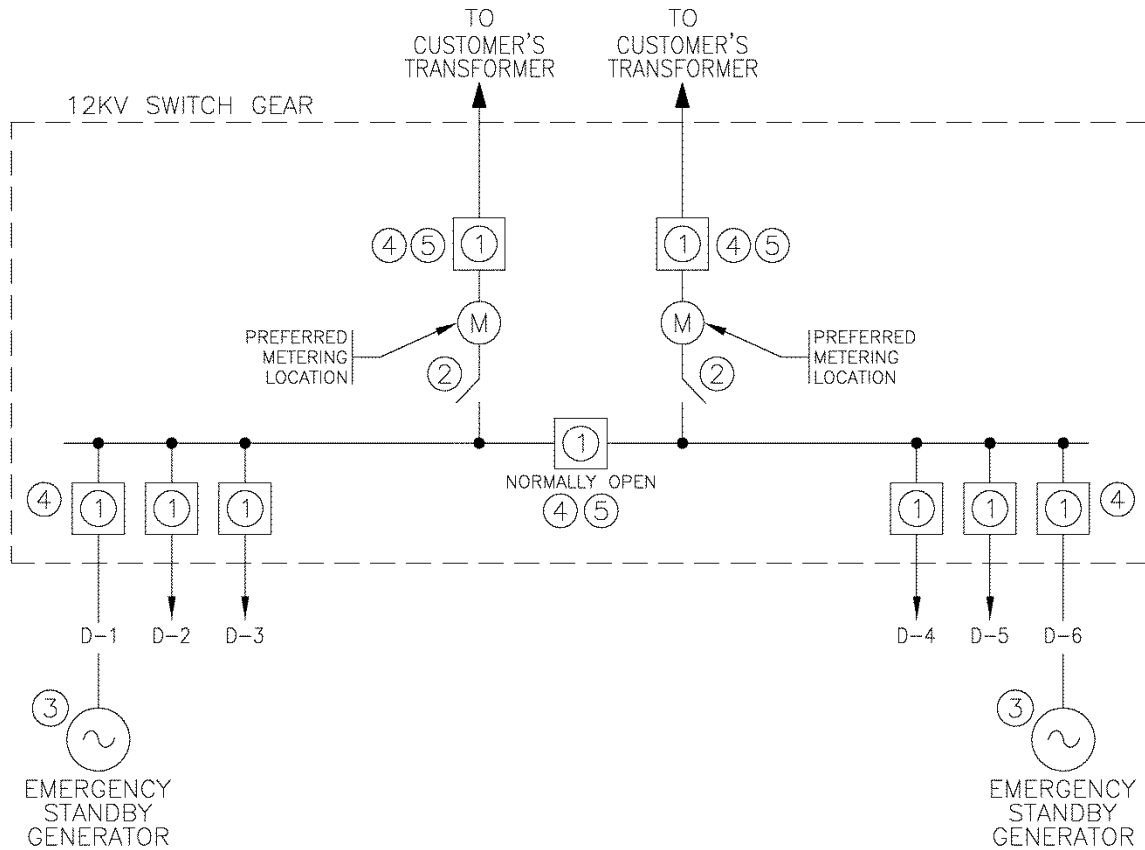 TO
CUSTOMER'S
TRANSFORMER
TO
CUSTOMER'S
TRANSFORMER
12KV SWITCH GEAR
4 5 1
1 4 5
PREFERRED
METERING
LOCATION
M
M
PREFERRED
METERING
LOCATION
2
2
1
NORMALLY OPEN
4 5
4 1 1 1
1 1 1 4
D-1 D-2 D-3
D-4 D-5 D-6
3
3
EMERGENCY
STANDBY
GENERATOR
EMERGENCY
STANDBY
GENERATOR